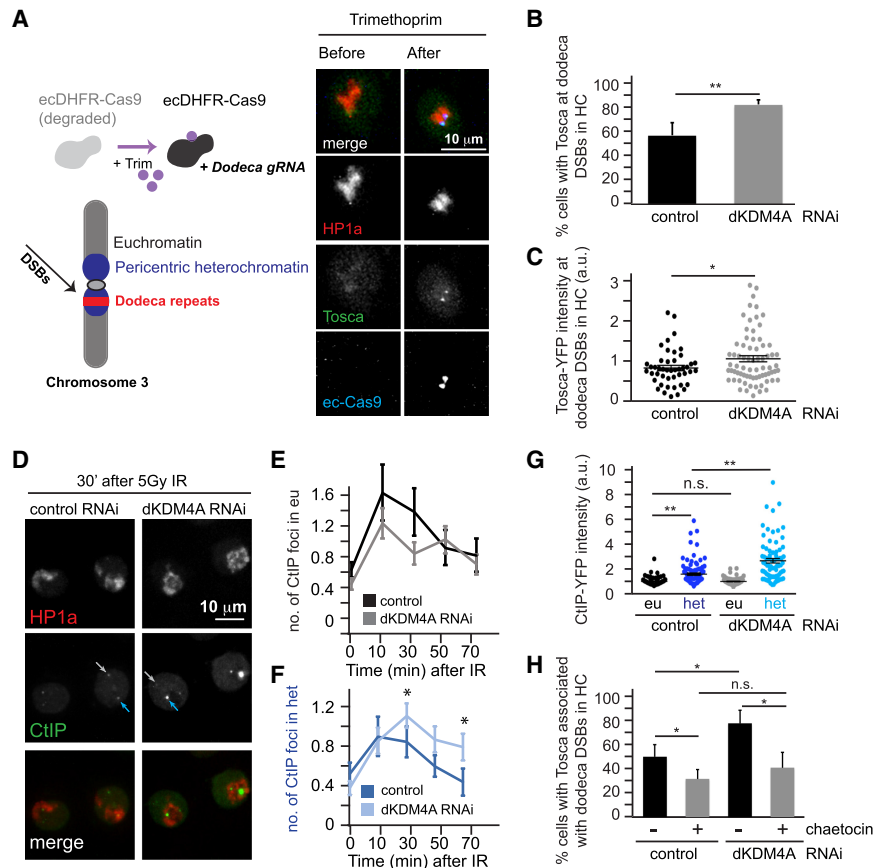 A
Trimethoprim
Before
After
ecDHFR-Cas9
(degraded)
ecDHFR-Cas9
+ Trim
+ Dodeca gRNA
DSBs
Euchromatin
Pericentric heterochromatin
Dodeca repeats
Chromosome 3
merge
10 µm
HP1a
Tosca
ec-Cas9
B
% cells with Tosca at dodeca
DSBs in HC
100
80
60
40
20
0
**
control
dKDM4A
RNAi
C
Tosca-YFP intensity at
dodeca DSBs in HC (a.u.)
3
2
1
0
*
control
dKDM4A
RNAi
D
30' after 5Gy IR
control RNAi
dKDM4A RNAi
HP1a
10 µm
CtIP
merge
E
no. of CtIP foci in eu
1.6
1.2
0.8
0.4
0
control
dKDM4A RNAi
0 10 30 50 70
Time (min) after IR
F
no. of CtIP foci in het
1.2
0.8
0.4
0
*
*
control
dKDM4A RNAi
0 10 30 50 70
Time (min) after IR
G
CtIP-YFP intensity (a.u.)
10
8
6
4
2
0
**
n.s.
**
eu
het
eu
het
control
dKDM4A
RNAi
H
% cells with Tosca associated
with dodeca DSBs in HC
100
80
60
40
20
0
*
n.s.
*
*
-
+
-
+
chaetocin
control
dKDM4A
RNAi